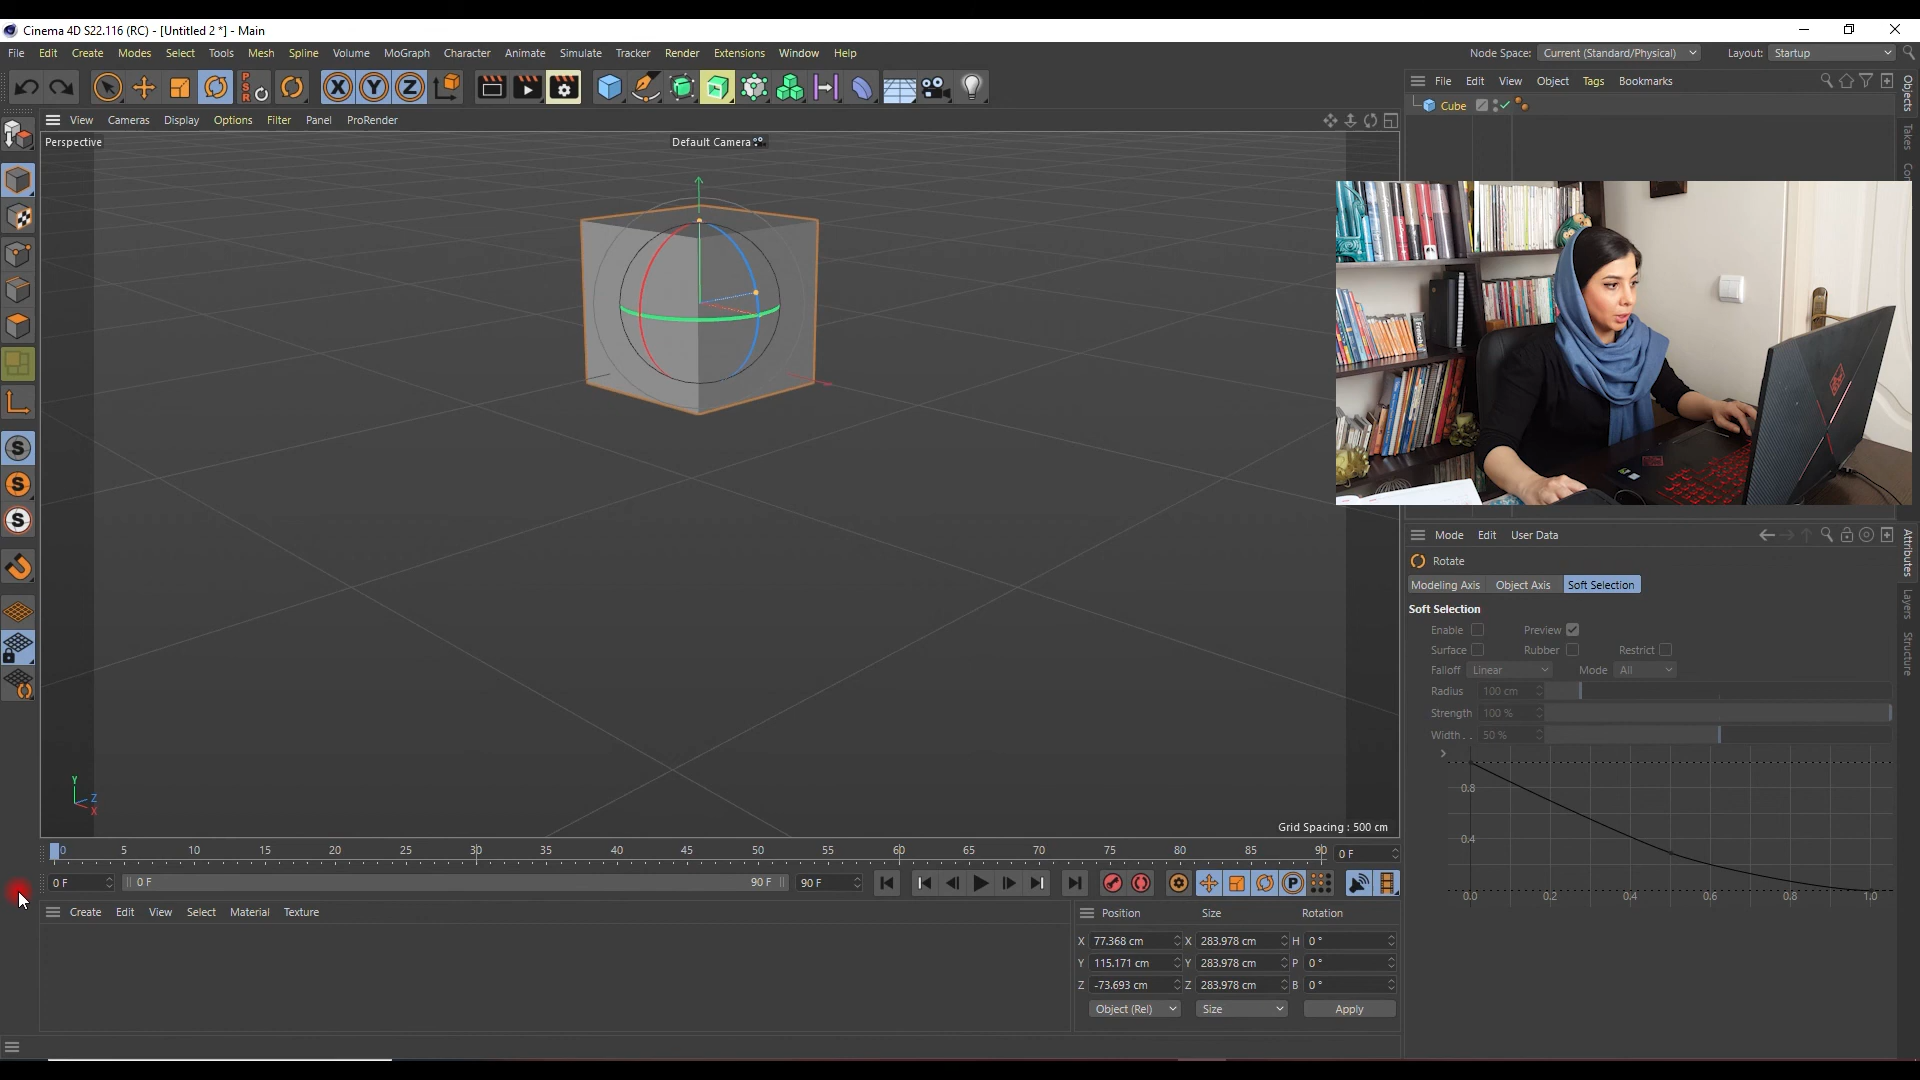 Cinema 4D S22.116 (RC) - [Untitled 2 *] - Main
File Edit Create Modes Select Tools Mesh Spline Volume MoGraph Character Animate Simulate Tracker Render Extensions Window Help
Node Space: Current (Standard/Physical) Layout: Startup
PSR X Y Z
File Edit View Object Tags Bookmarks
Cube
Objects
Takes
View Cameras Display Options Filter Panel ProRender
Perspective
Default Camera
S
S
S
Y
Z
X
Grid Spacing : 500 cm
Mode Edit User Data
Rotate
Modeling Axis Object Axis Soft Selection
Soft Selection
Enable Preview
Surface Rubber Restrict
Falloff Linear Mode All
Radius 100 cm
Strength 100 %
Width . . 50 %
0.8
0.4
0.0 0.2 0.4 0.6 0.8 1.0
Attributes
Layers
Structure
0 5 10 15 20 25 30 35 40 45 50 55 60 65 70 75 80 85 90 0 F
0 F 0 F 90 F 90 F
P
Create Edit View Select Material Texture
Position Size Rotation
X 77.368 cm X 283.978 cm H 0 °
Y 115.171 cm Y 283.978 cm P 0 °
Z -73.693 cm Z 283.978 cm B 0 °
Object (Rel) Size Apply